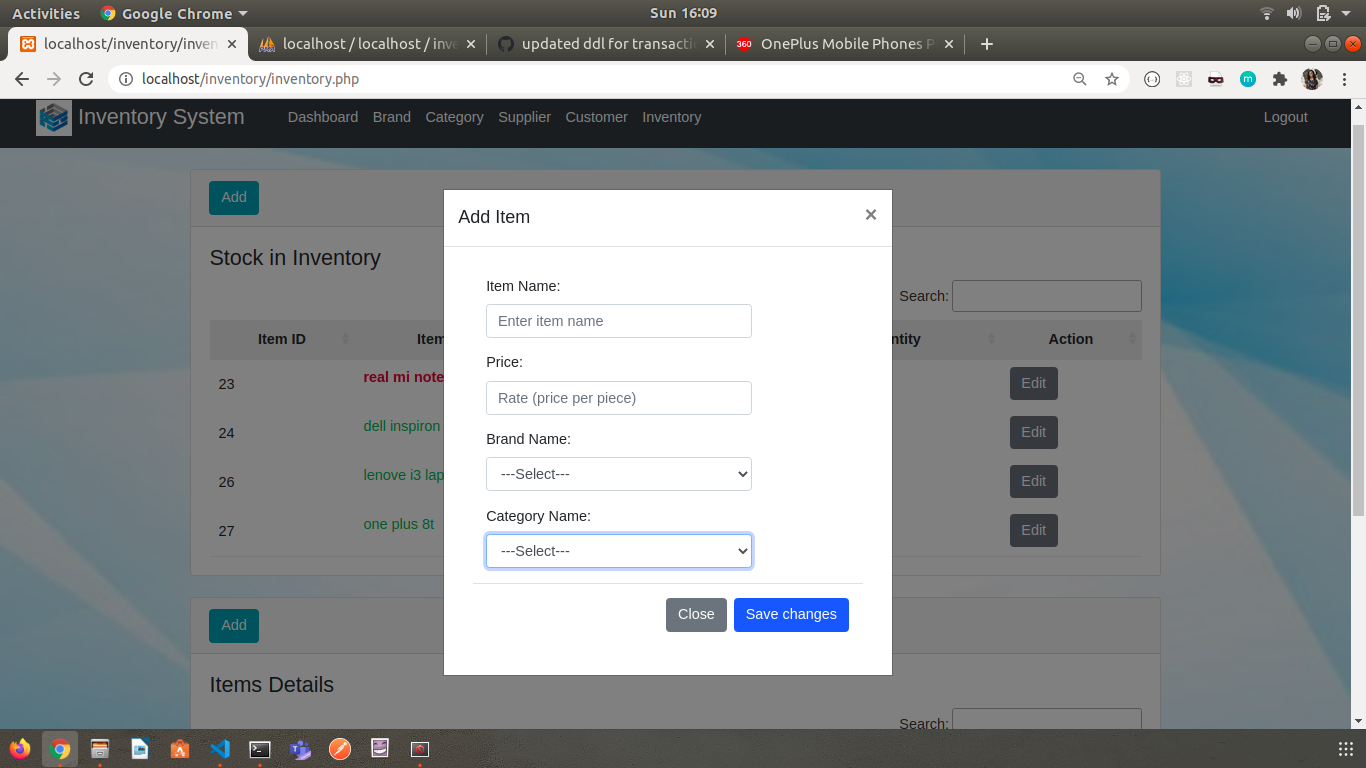 Activities Google Chrome Sun 16:09
localhost/inventory/inven localhost / localhost / inve updated ddl for transacti 360 OnePlus Mobile Phones P
localhost/inventory/inventory.php
Inventory System Dashboard Brand Category Supplier Customer Inventory Logout
Add
Add Item ×
Stock in Inventory
Item Name:
Search:
Enter item name
Item ID Item ntity Action
Price:
23 real mi note Edit
Rate (price per piece)
24 dell inspiron Edit
Brand Name:
---Select---
26 lenove i3 lap Edit
Category Name:
27 one plus 8t Edit
---Select---
Close Save changes
Add
Items Details
Search: